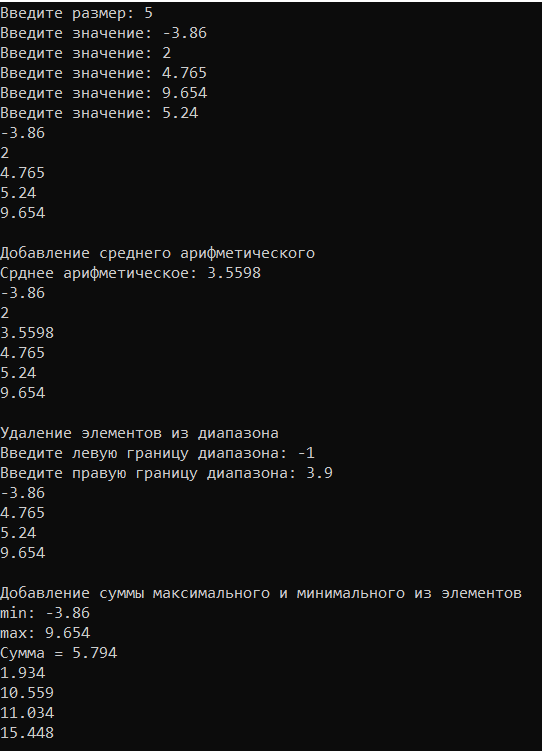 Введите размер: 5
Введите значение: -3.86
Введите значение: 2
Введите значение: 4.765
Введите значение: 9.654
Введите значение: 5.24
-3.86
2
4.765
5.24
9.654
Добавление среднего арифметического
Срднее арифметическое: 3.5598
-3.86
2
3.5598
4.765
5.24
9.654
Удаление элементов из диапазона
Введите левую границу диапазона: -1
Введите правую границу диапазона: 3.9
-3.86
4.765
5.24
9.654
Добавление суммы максимального и минимального из элементов
min: -3.86
max: 9.654
Сумма = 5.794
1.934
10.559
11.034
15.448